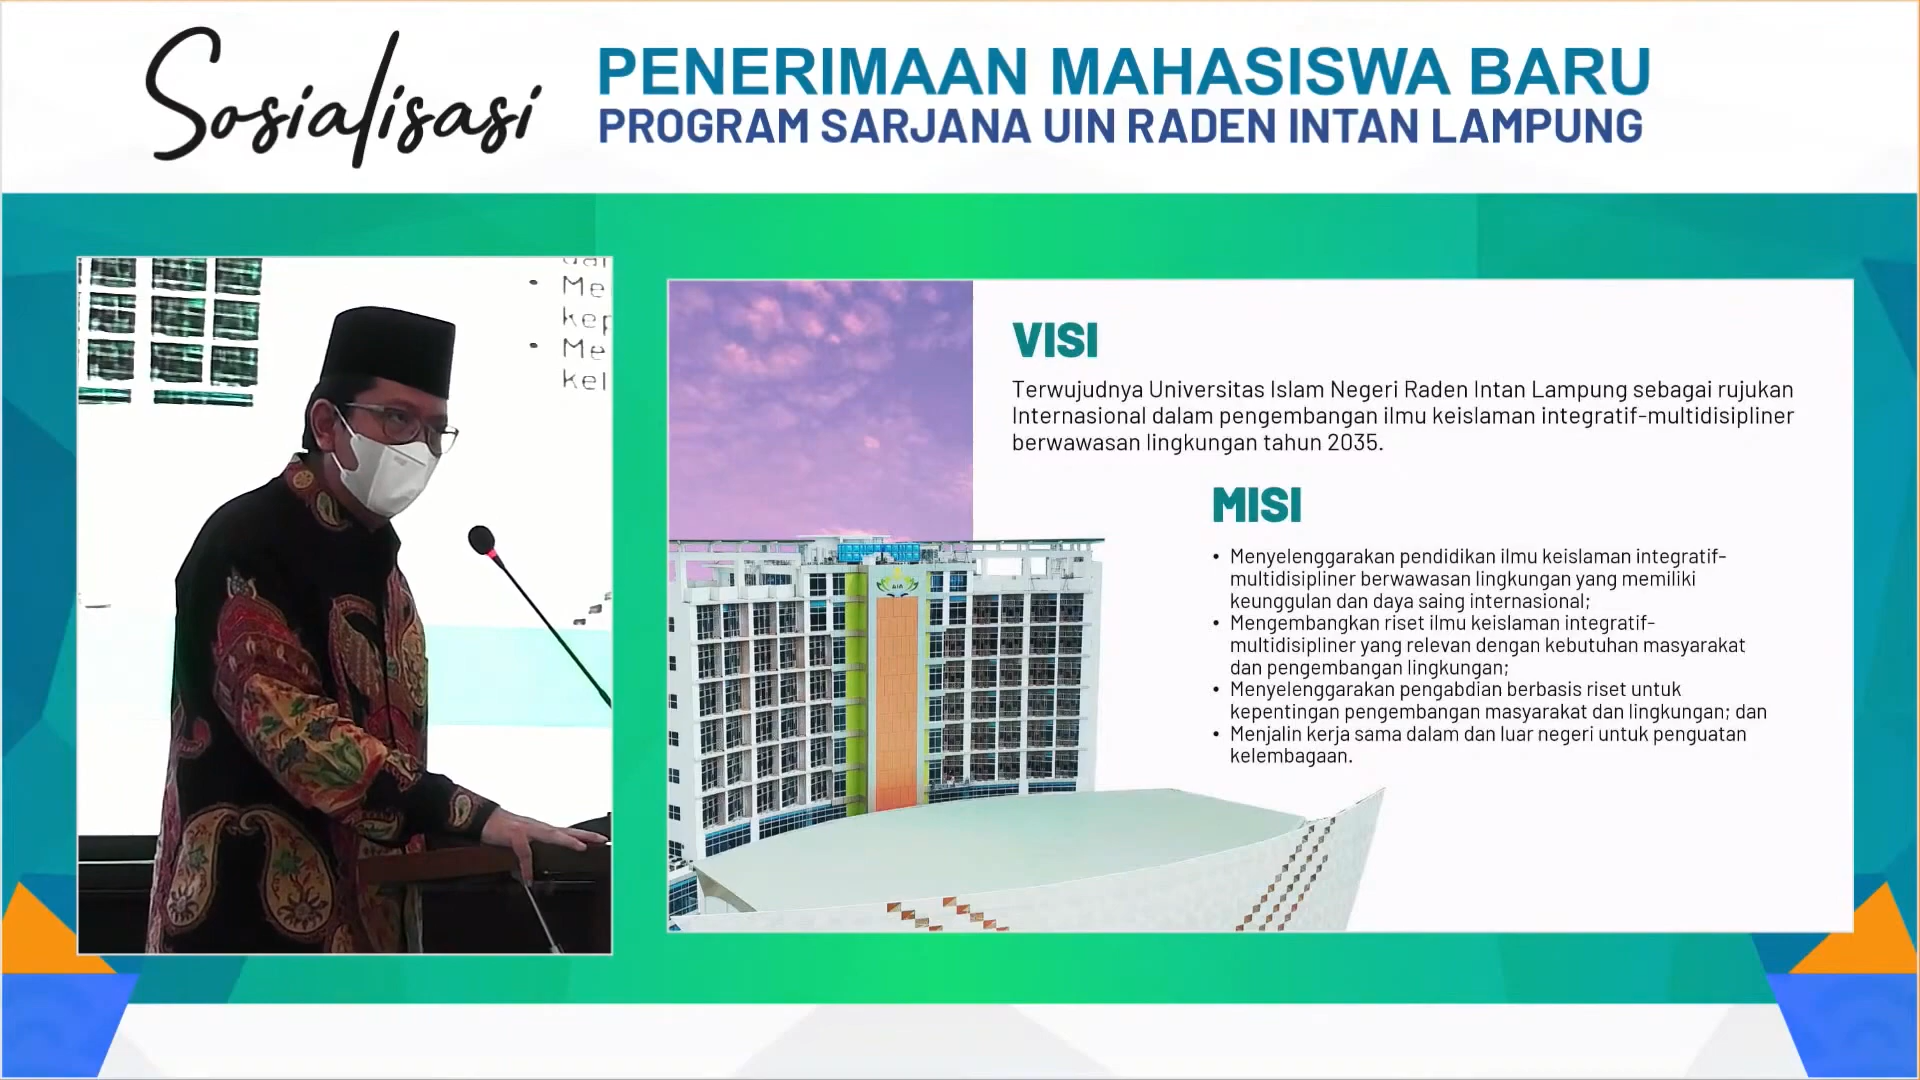 Sosialisasi
PENERIMAAN MAHASISWA BARU
PROGRAM SARJANA UIN RADEN INTAN LAMPUNG
• Me
kep
• Me
kel
VISI
Terwujudnya Universitas Islam Negeri Raden Intan Lampung sebagai rujukan
Internasional dalam pengembangan ilmu keislaman integratif-multidisipliner
berwawasan lingkungan tahun 2035.
MISI
• Menyelenggarakan pendidikan ilmu keislaman integratif-
multidisipliner berwawasan lingkungan yang memiliki
keunggulan dan daya saing internasional;
• Mengembangkan riset ilmu keislaman integratif-
multidisipliner yang relevan dengan kebutuhan masyarakat
dan pengembangan lingkungan;
• Menyelenggarakan pengabdian berbasis riset untuk
kepentingan pengembangan masyarakat dan lingkungan; dan
• Menjalin kerja sama dalam dan luar negeri untuk penguatan
kelembagaan.